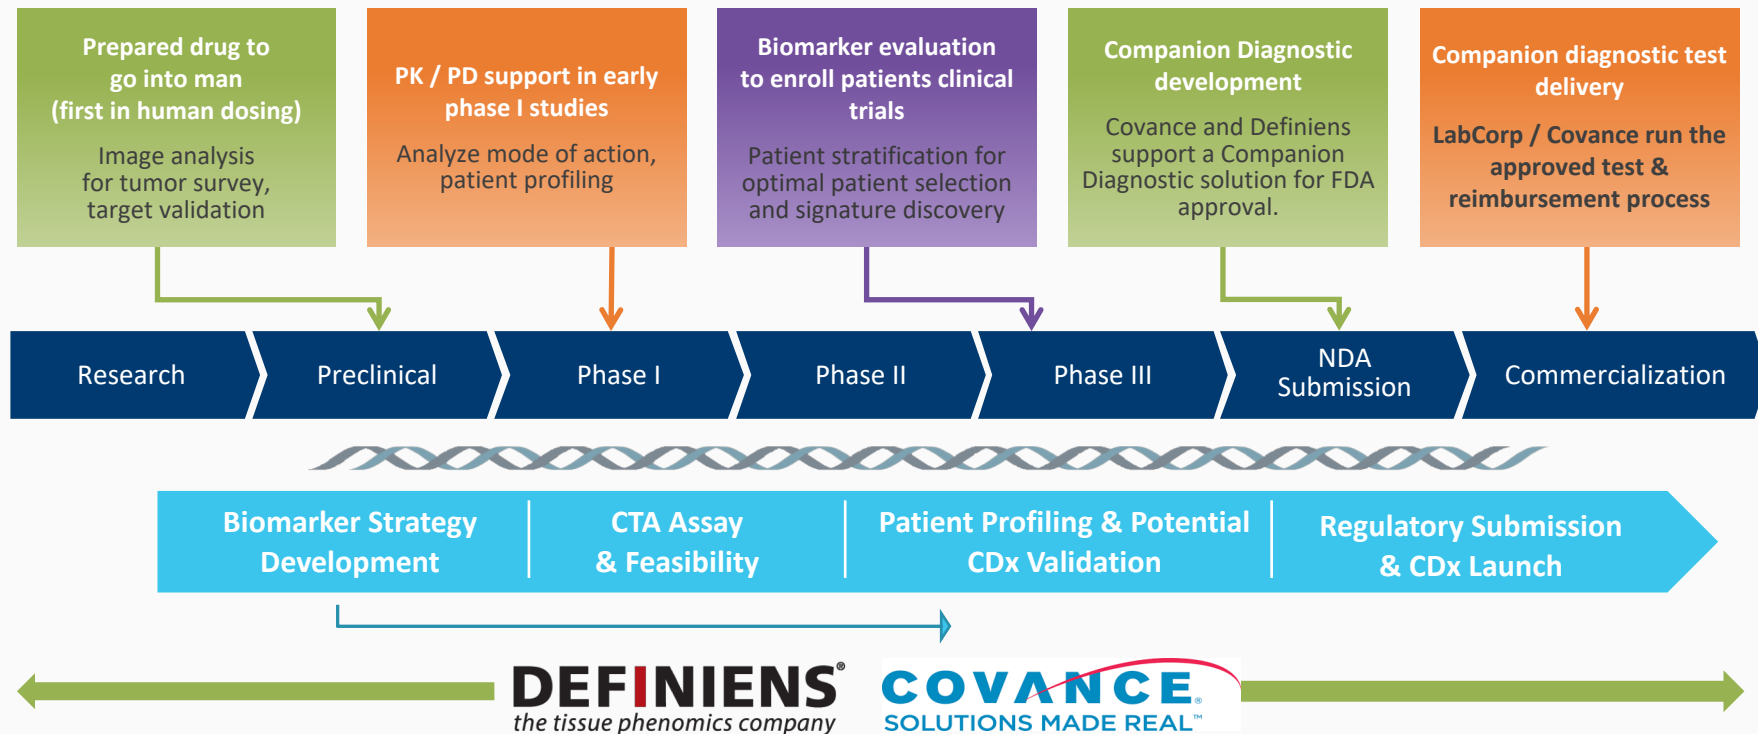 Prepared drug to
go into man
(first in human dosing)
Image analysis
for tumor survey,
target validation
PK / PD support in early
phase I studies
Analyze mode of action,
patient profiling
Biomarker evaluation
to enroll patients clinical
trials
Patient stratification for
optimal patient selection
and signature discovery
Companion Diagnostic
development
Covance and Definiens
support a Companion
Diagnostic solution for FDA
approval.
Companion diagnostic test
delivery
LabCorp / Covance run the
approved test &
reimbursement process
Research
Preclinical
Phase I
Phase II
Phase III
NDA
Submission
Commercialization
Biomarker Strategy
Development
CTA Assay
& Feasibility
Patient Profiling & Potential
CDx Validation
Regulatory Submission
& CDx Launch
DEFINIENS®
the tissue phenomics company
COVANCE®
SOLUTIONS MADE REAL™